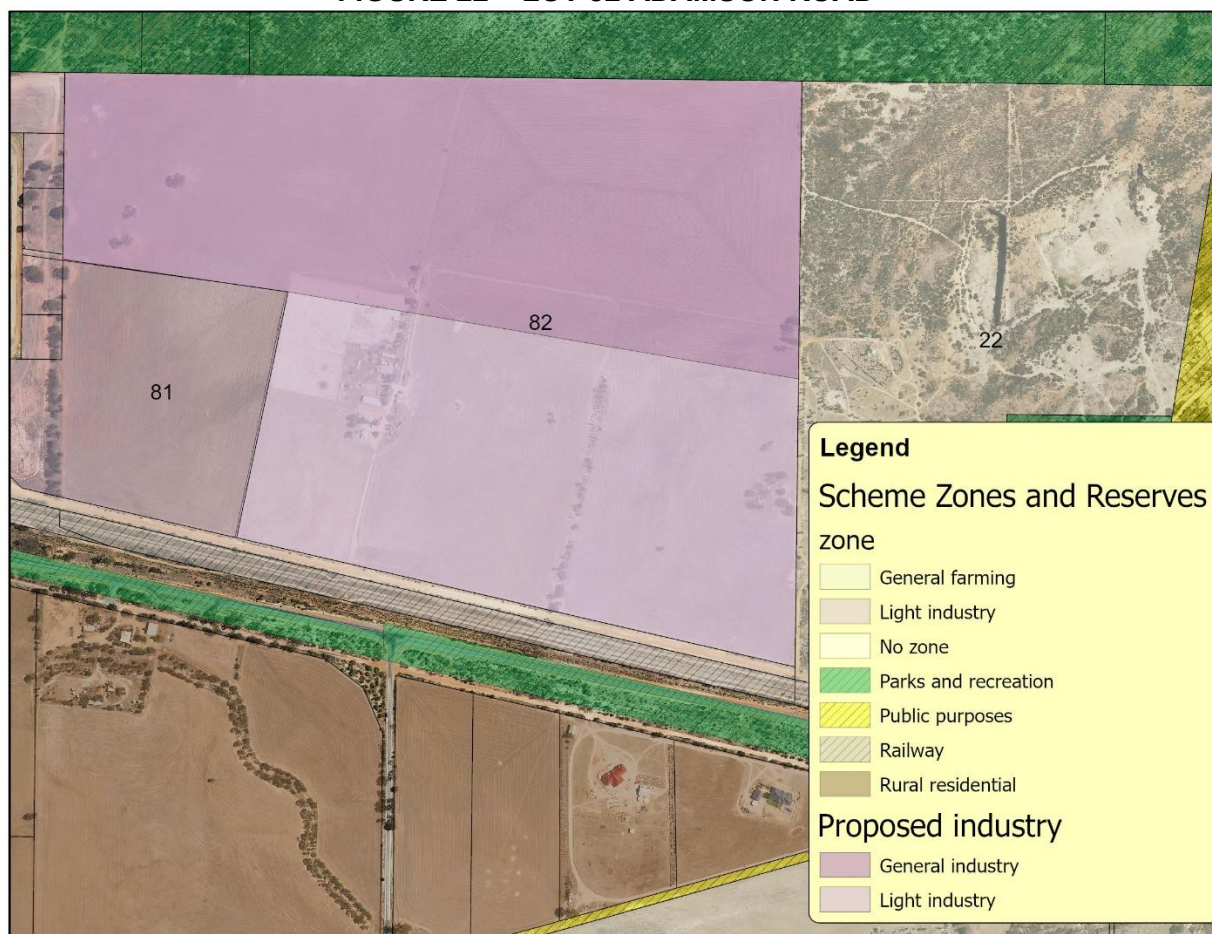 82
22
81
Legend
Scheme Zones and Reserves
zone
General farming
Light industry
No zone
Parks and recreation
Public purposes
Railway
Rural residential
Proposed industry
General industry
Light industry